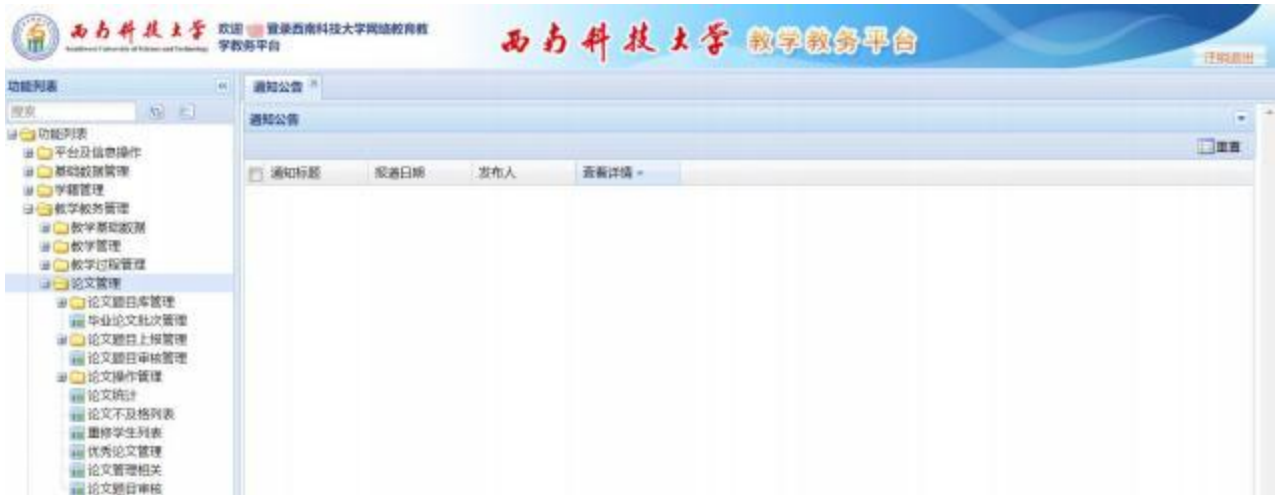 西南科技大学
Southwest University of Science and Technology
欢迎 登录西南科技大学网络教育教
学教务平台
西南科技大学 教学教务平台
注销退出
功能列表
通知公告
搜索
通知公告
功能列表
重置
平台及信息操作
基础数据管理
通知标题 报道日期 发布人 查看详情
学籍管理
教学教务管理
教学基础数据
教学管理
教学过程管理
论文管理
论文题目库管理
毕业论文批次管理
论文题目上报管理
论文题目审核管理
论文操作管理
论文统计
论文不及格列表
重修学生列表
优秀论文管理
论文管理相关
论文题目审核